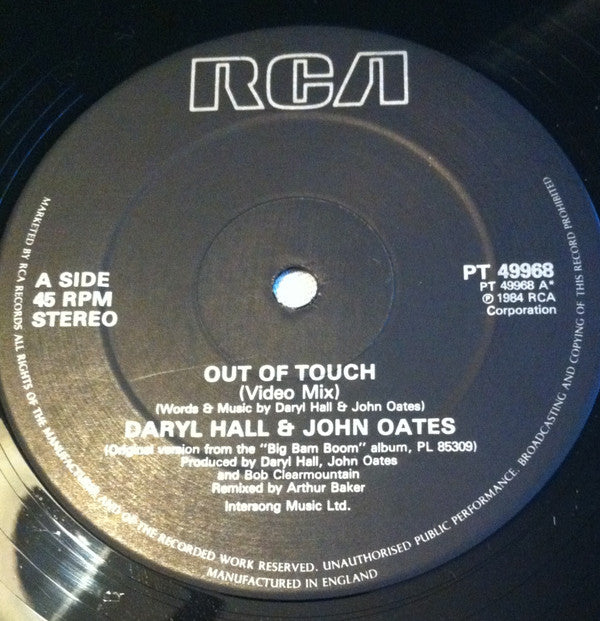 RCA
A SIDE
45 RPM
STEREO
PT 49968
PT 49968 A*
℗ 1984 RCA
Corporation
OUT OF TOUCH
(Video Mix)
(Words & Music by Daryl Hall & John Oates)
DARYL HALL & JOHN OATES
(Original version from the "Big Bam Boom" album, PL 85309)
Produced by Daryl Hall, John Oates
and Bob Clearmountain
Remixed by Arthur Baker
Intersong Music Ltd.
MARKETED BY RCA RECORDS ALL RIGHTS OF THE MANUFACTURER AND OF THE RECORDED WORK RESERVED. UNAUTHORISED PUBLIC PERFORMANCE. BROADCASTING AND COPYING OF THIS RECORD PROHIBITED
MANUFACTURED IN ENGLAND